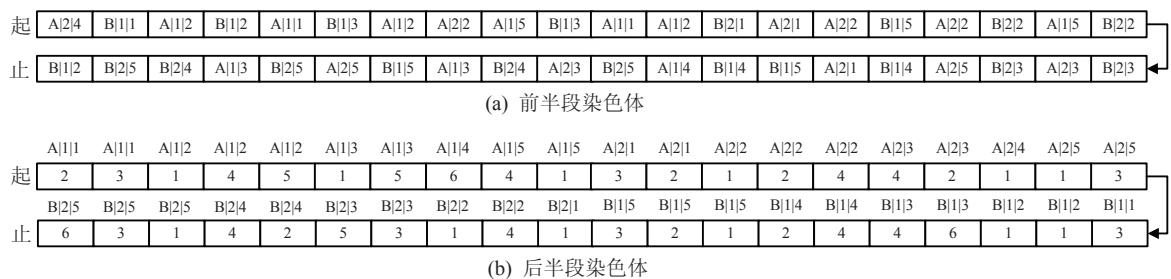 起 A|2|4 B|1|1 A|1|2 B|1|2 A|1|1 B|1|3 A|1|2 A|2|2 A|1|5 B|1|3 A|1|1 A|1|2 B|2|1 A|2|1 A|2|2 B|1|5 A|2|2 B|2|2 A|1|5 B|2|2
止 B|1|2 B|2|5 B|2|4 A|1|3 B|2|5 A|2|5 B|1|5 A|1|3 B|2|4 A|2|3 B|2|5 A|1|4 B|1|4 B|1|5 A|2|1 B|1|4 A|2|5 B|2|3 A|2|3 B|2|3
(a) 前半段染色体
A|1|1 A|1|1 A|1|2 A|1|2 A|1|2 A|1|3 A|1|3 A|1|4 A|1|5 A|1|5 A|2|1 A|2|1 A|2|2 A|2|2 A|2|2 A|2|3 A|2|3 A|2|4 A|2|5 A|2|5
起 2 3 1 4 5 1 5 6 4 1 3 2 1 2 4 4 2 1 1 3
B|2|5 B|2|5 B|2|5 B|2|4 B|2|4 B|2|3 B|2|3 B|2|2 B|2|2 B|2|1 B|1|5 B|1|5 B|1|5 B|1|4 B|1|4 B|1|3 B|1|3 B|1|2 B|1|2 B|1|1
止 6 3 1 4 2 5 3 1 4 1 3 2 1 2 4 4 6 1 1 3
(b) 后半段染色体